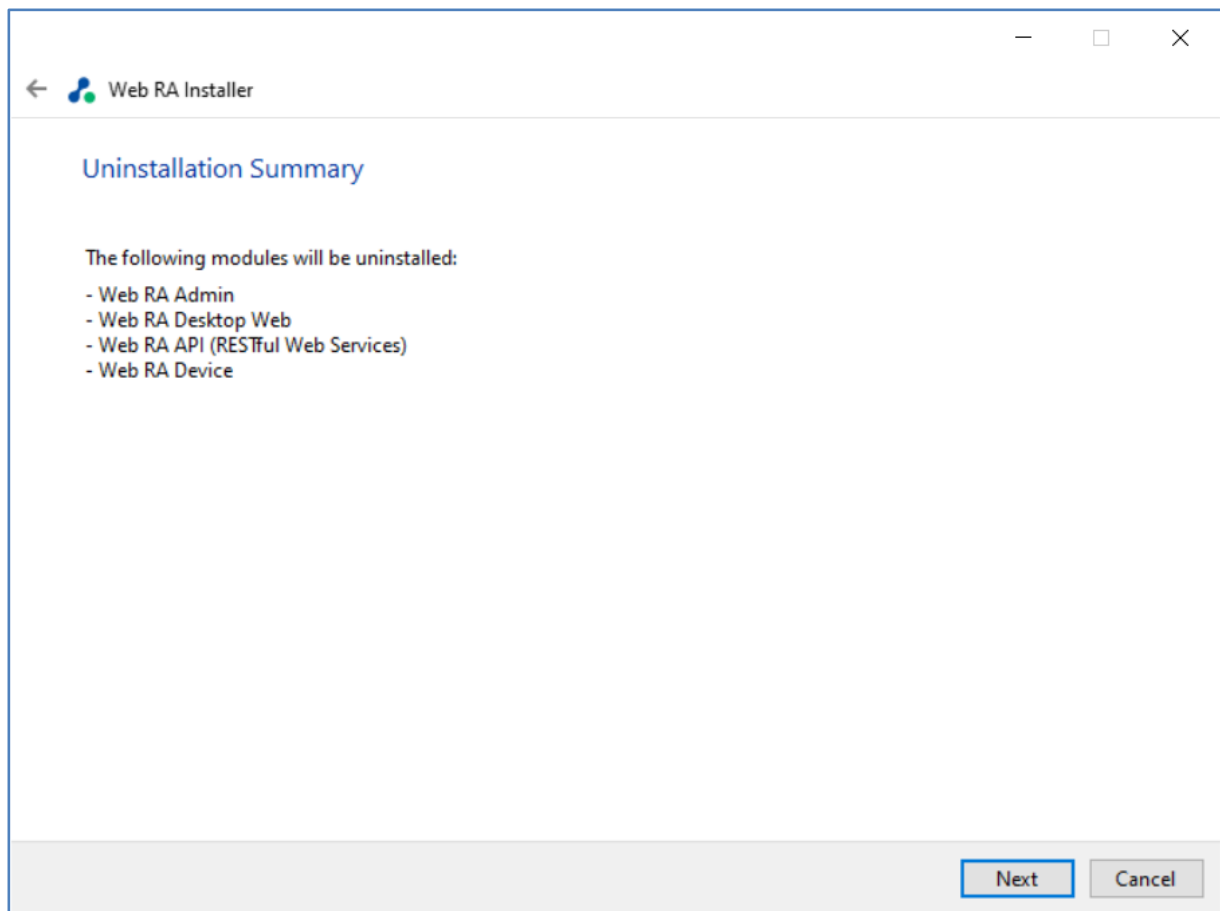 Web RA Installer
Uninstallation Summary
The following modules will be uninstalled:
- Web RA Admin
- Web RA Desktop Web
- Web RA API (RESTful Web Services)
- Web RA Device
Next
Cancel